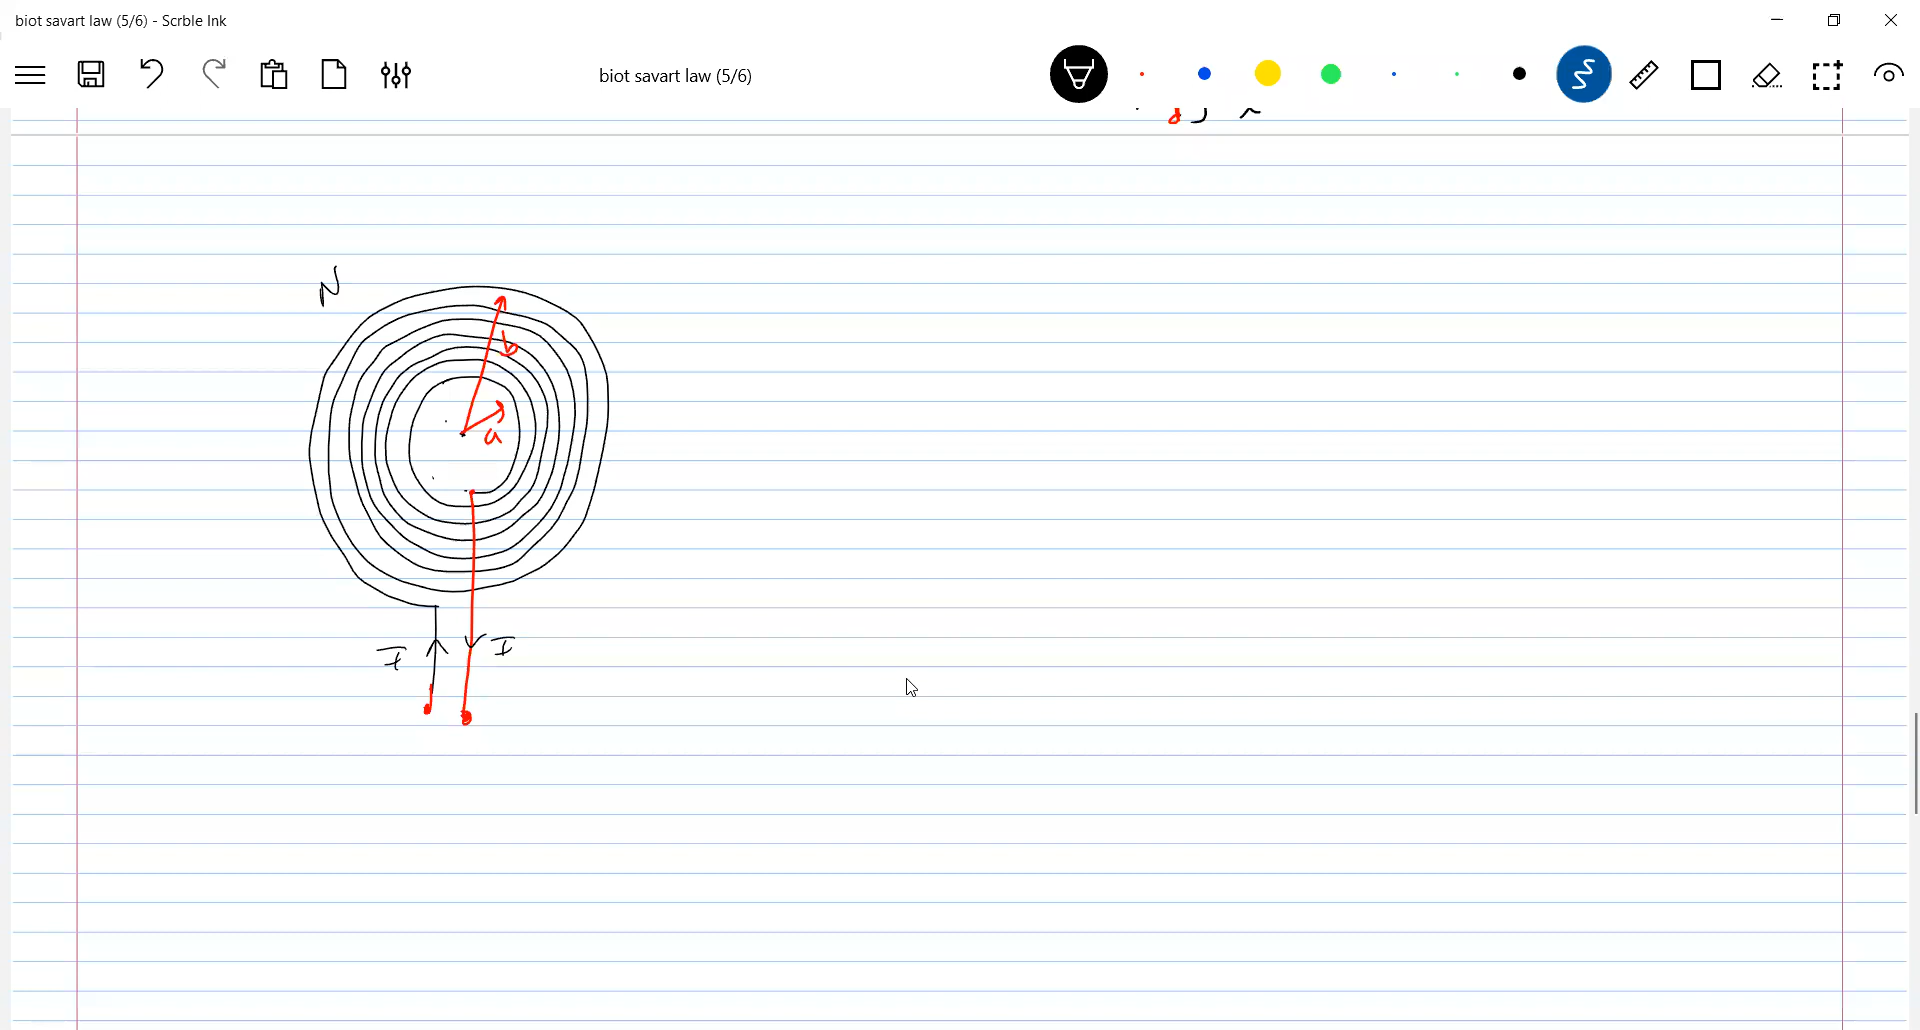 biot savart law (5/6) - Scrble Ink
biot savart law (5/6)
N
b
a
I
I